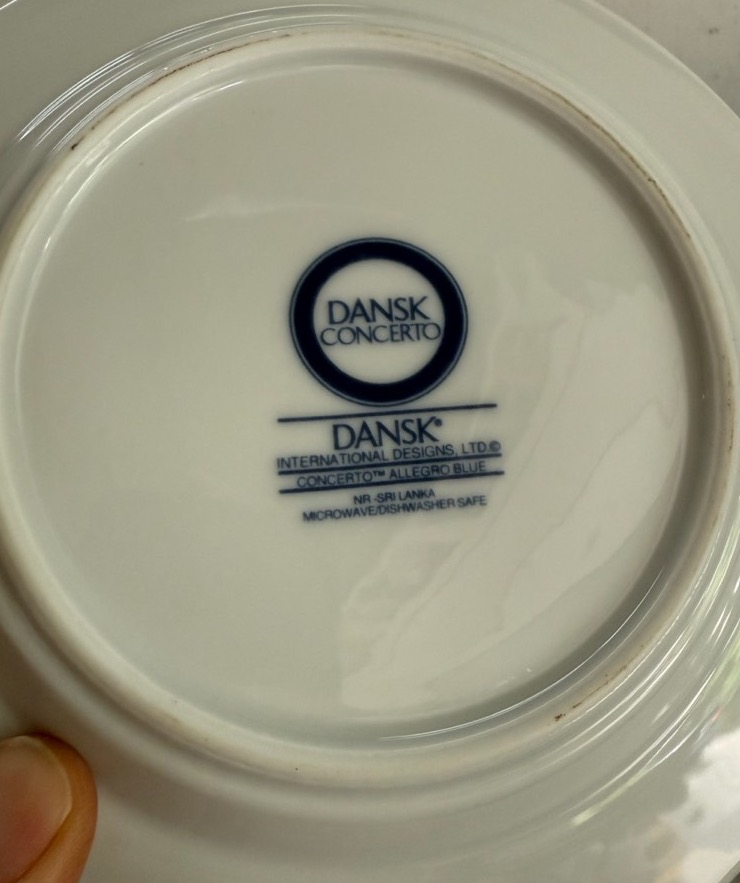 DANSK
CONCERTO
DANSK®
INTERNATIONAL DESIGNS, LTD.©
CONCERTO™ ALLEGRO BLUE
NR-SRI LANKA
MICROWAVE/DISHWASHER SAFE